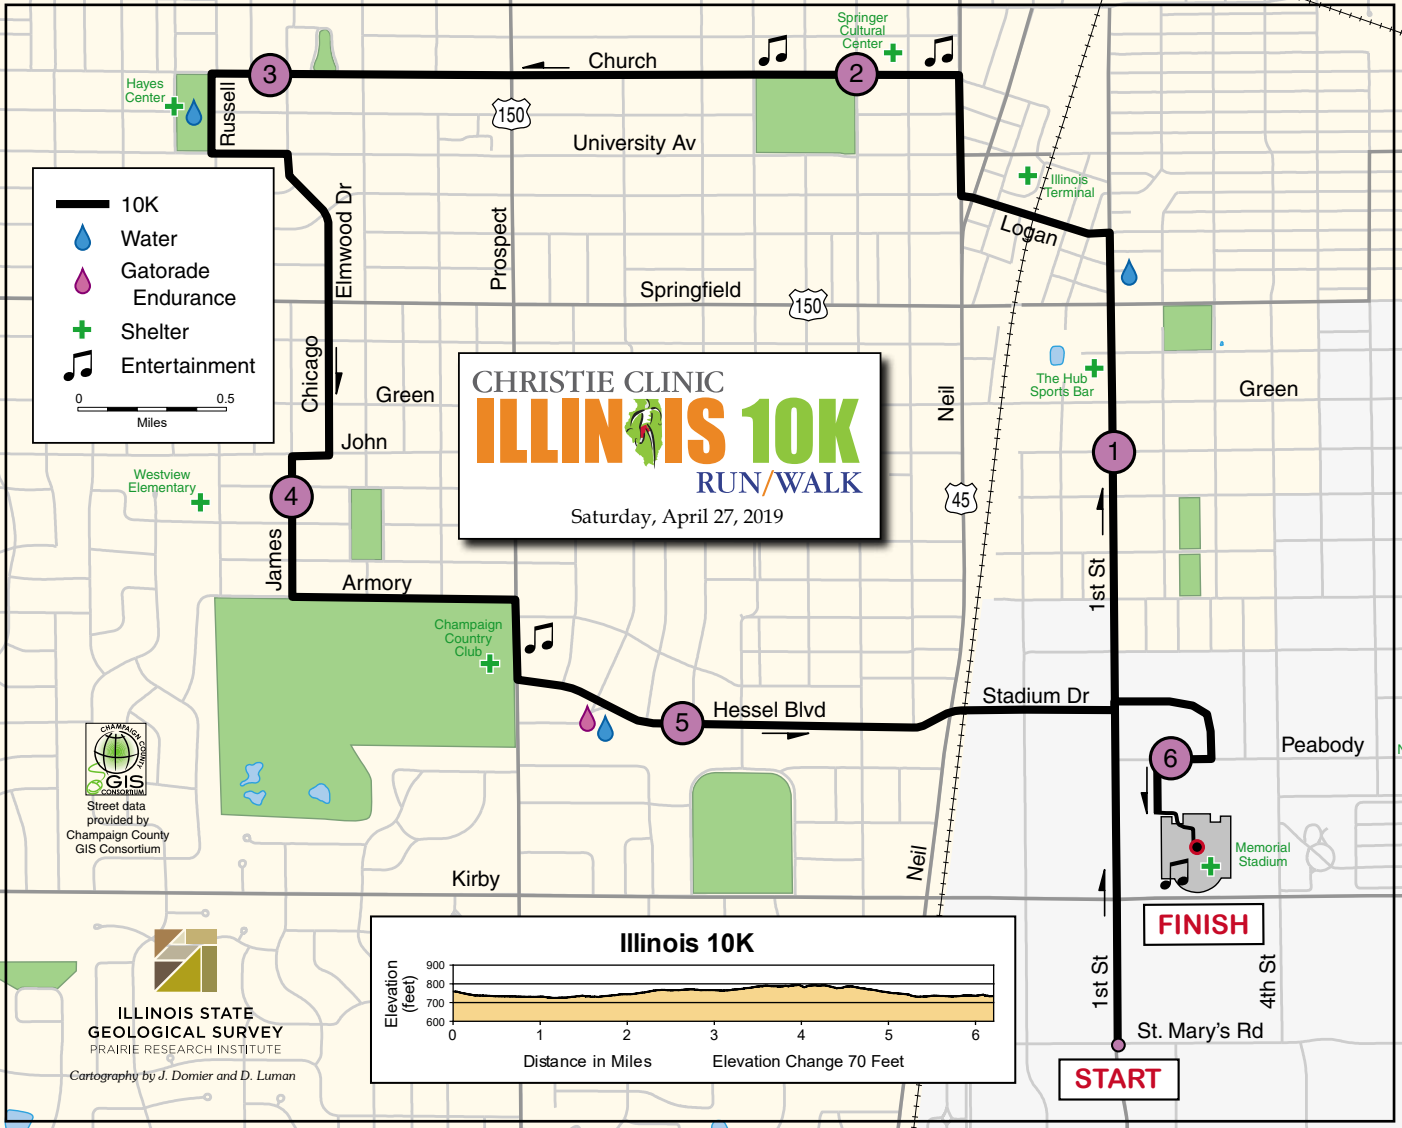 Springer
Cultural
Center
Church
3
2
Hayes
Center
Russell
150
University Av
Illinois
Terminal
10K
Water
Gatorade
Endurance
Shelter
Entertainment
0
0.5
Miles
Elmwood Dr
Prospect
Logan
Springfield
150
Chicago
Green
John
CHRISTIE CLINIC
ILLINOIS 10K
RUN/WALK
Saturday, April 27, 2019
Neil
The Hub
Sports Bar
Green
1
45
Westview
Elementary
4
James
Armory
1st St
Champaign
Country
Club
5
Hessel Blvd
Stadium Dr
Peabody
6
N
CHAMPAIGN COUNTY
GIS
CONSORTIUM
Street data
provided by
Champaign County
GIS Consortium
Memorial
Stadium
Neil
Kirby
FINISH
Illinois 10K
Elevation
(feet)
900
800
700
600
0
1
2
3
4
5
6
Distance in Miles
Elevation Change 70 Feet
1st St
4th St
St. Mary's Rd
START
ILLINOIS STATE
GEOLOGICAL SURVEY
PRAIRIE RESEARCH INSTITUTE
Cartography by J. Domier and D. Luman